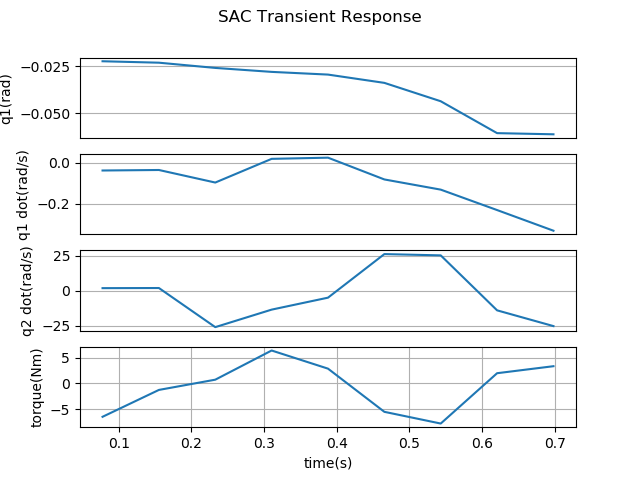 SAC Transient Response
q1(rad)
−0.025
−0.050
q1 dot(rad/s)
0.0
−0.2
q2 dot(rad/s)
25
0
−25
torque(Nm)
5
0
−5
0.1 0.2 0.3 0.4 0.5 0.6 0.7
time(s)